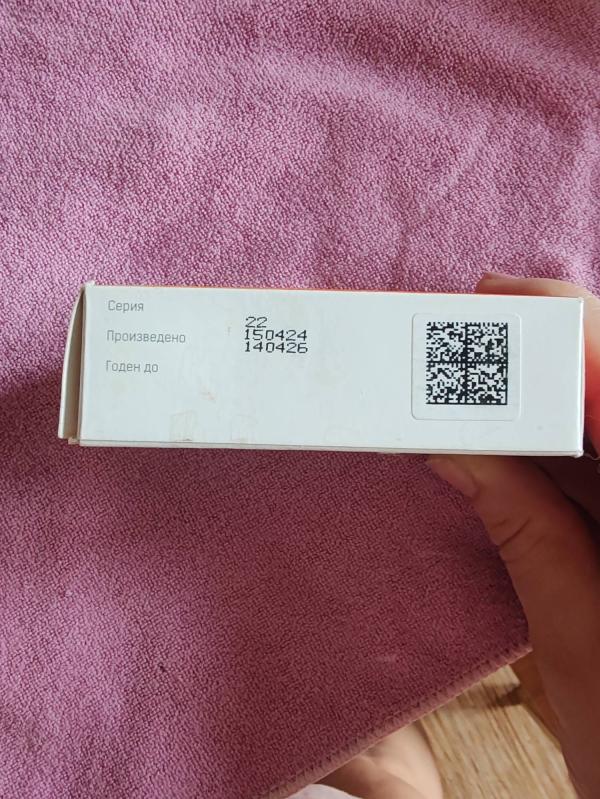 Серия
22
Произведено
150424
Годен до
140426